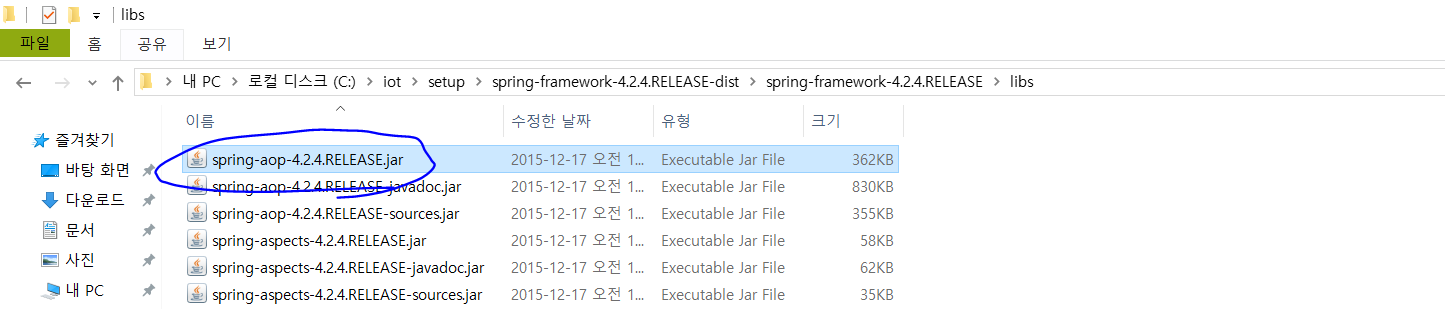 libs
파일 홈 공유 보기
내 PC 로컬 디스크 (C:) iot setup spring-framework-4.2.4.RELEASE-dist spring-framework-4.2.4.RELEASE libs
이름 수정한 날짜 유형 크기
즐겨찾기
바탕 화면
다운로드
문서
사진
내 PC
spring-aop-4.2.4.RELEASE.jar 2015-12-17 오전 1... Executable Jar File 362KB
spring-aop-4.2.4.RELEASE-javadoc.jar 2015-12-17 오전 1... Executable Jar File 830KB
spring-aop-4.2.4.RELEASE-sources.jar 2015-12-17 오전 1... Executable Jar File 355KB
spring-aspects-4.2.4.RELEASE.jar 2015-12-17 오전 1... Executable Jar File 58KB
spring-aspects-4.2.4.RELEASE-javadoc.jar 2015-12-17 오전 1... Executable Jar File 62KB
spring-aspects-4.2.4.RELEASE-sources.jar 2015-12-17 오전 1... Executable Jar File 35KB